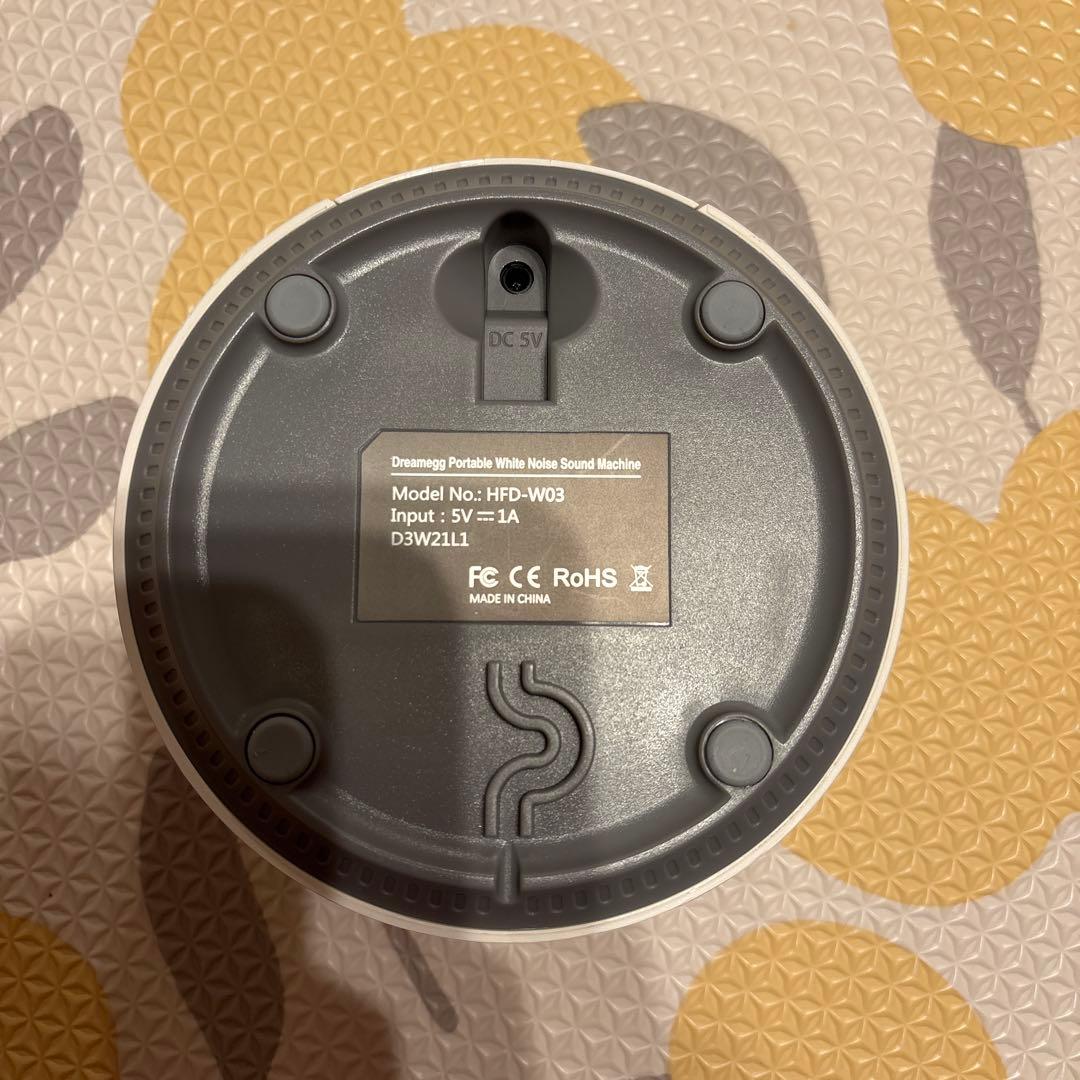 DC 5V
Dreamegg Portable White Noise Sound Machine
Model No.: HFD-W03
Input : 5V⎓1A
D3W21L1
FC CE RoHS
MADE IN CHINA